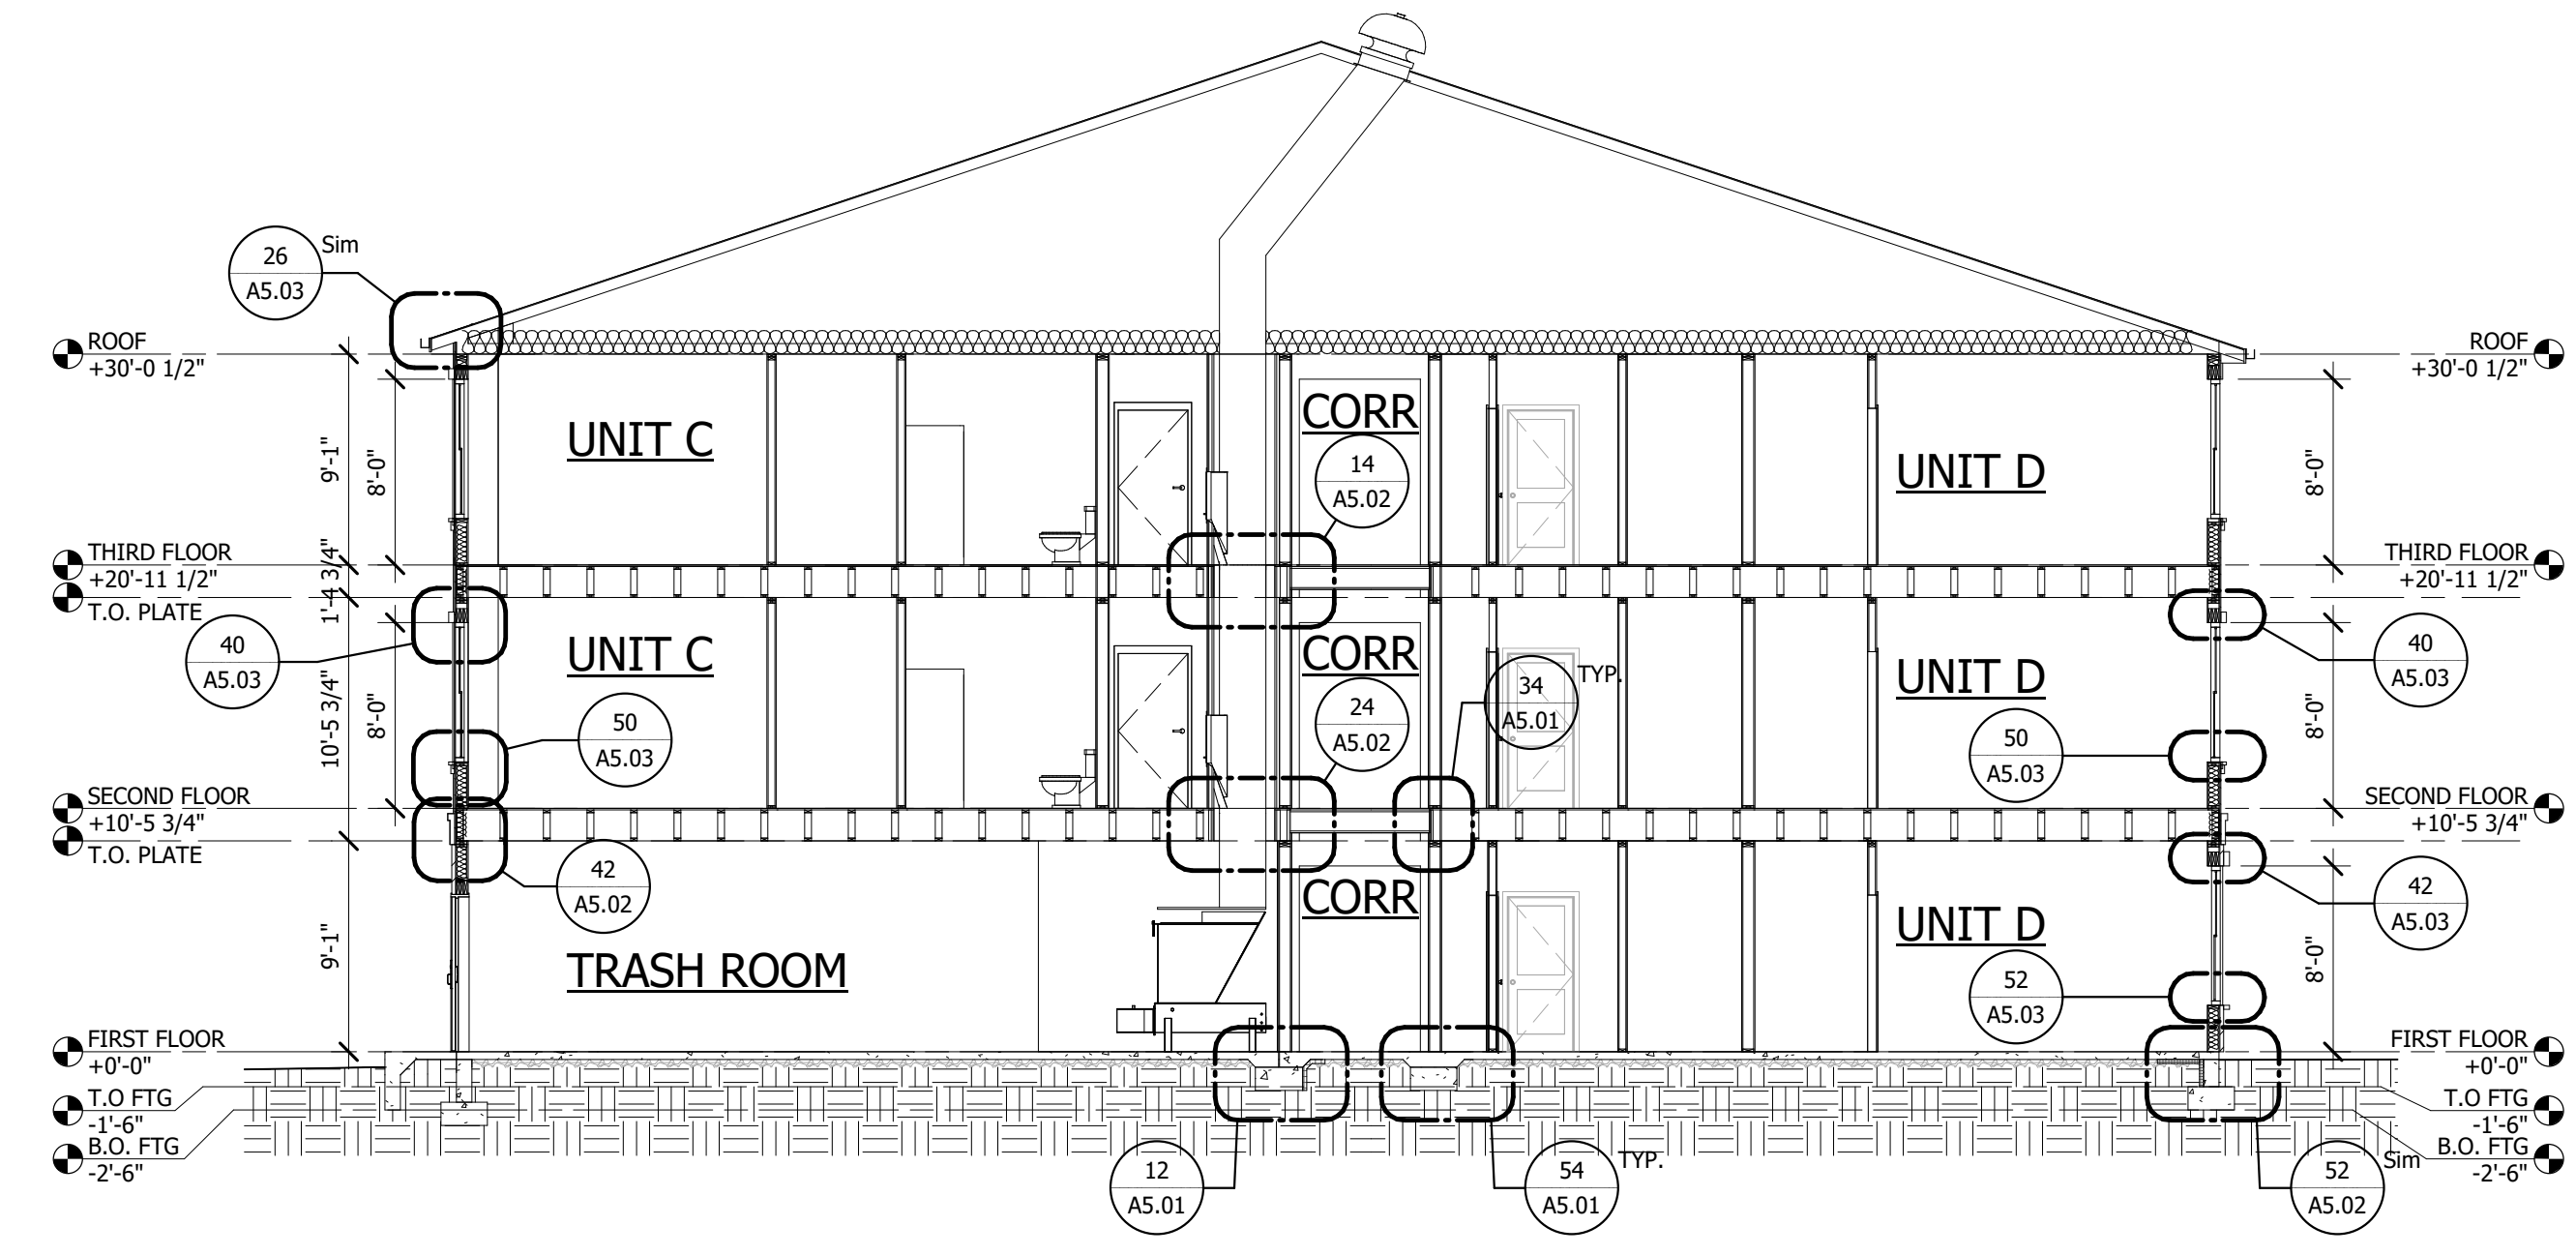 26
A5.03
Sim
ROOF
+30'-0 1/2"
ROOF
+30'-0 1/2"
9'-1"
8'-0"
UNIT C
CORR
14
A5.02
UNIT D
8'-0"
THIRD FLOOR
+20'-11 1/2"
T.O. PLATE
1'-4 3/4"
THIRD FLOOR
+20'-11 1/2"
40
A5.03
UNIT C
CORR
34
A5.01
TYP.
UNIT D
40
A5.03
10'-5 3/4"
8'-0"
50
A5.03
24
A5.02
50
A5.03
8'-0"
SECOND FLOOR
+10'-5 3/4"
T.O. PLATE
SECOND FLOOR
+10'-5 3/4"
42
A5.02
CORR
42
A5.03
9'-1"
TRASH ROOM
UNIT D
52
A5.03
8'-0"
FIRST FLOOR
+0'-0"
FIRST FLOOR
+0'-0"
T.O FTG
-1'-6"
B.O. FTG
-2'-6"
T.O FTG
-1'-6"
B.O. FTG
-2'-6"
12
A5.01
54
A5.01
TYP.
52
A5.02
Sim